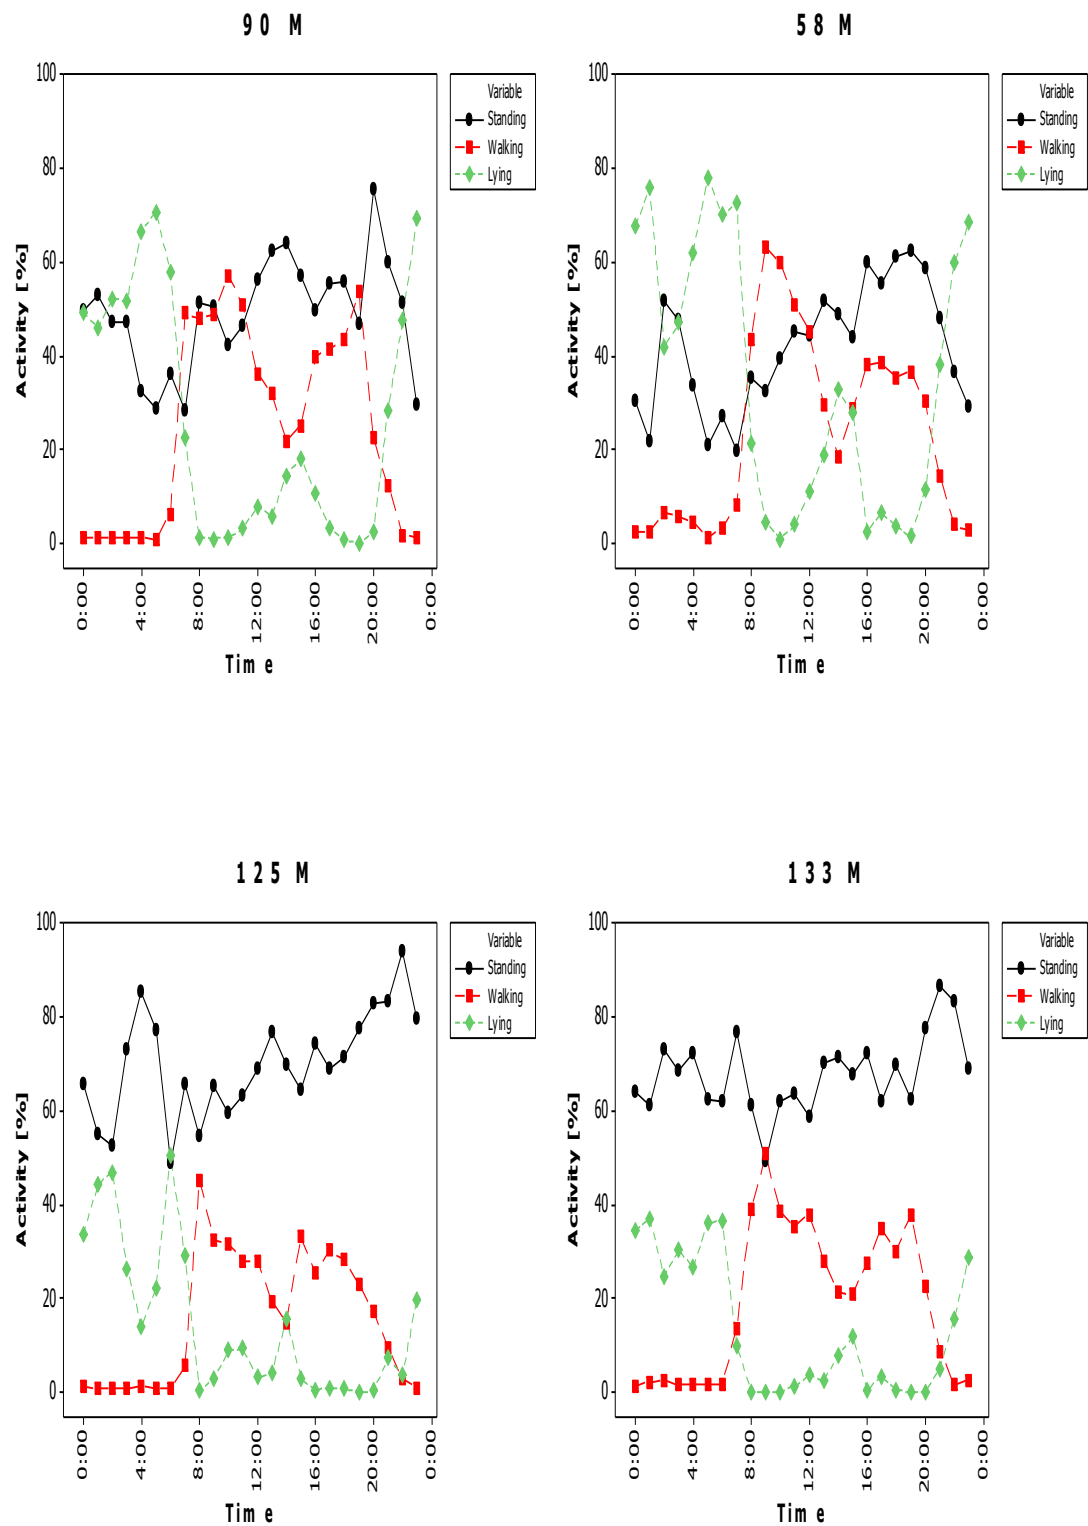 90 M
100
80
60
40
20
0
Activity [%]
0:00
4:00
8:00
12:00
16:00
20:00
0:00
Time
Variable
Standing
Walking
Lying
58 M
100
80
60
40
20
0
Activity [%]
0:00
4:00
8:00
12:00
16:00
20:00
0:00
Time
Variable
Standing
Walking
Lying
125 M
100
80
60
40
20
0
Activity [%]
0:00
4:00
8:00
12:00
16:00
20:00
0:00
Time
Variable
Standing
Walking
Lying
133 M
100
80
60
40
20
0
Activity [%]
0:00
4:00
8:00
12:00
16:00
20:00
0:00
Time
Variable
Standing
Walking
Lying